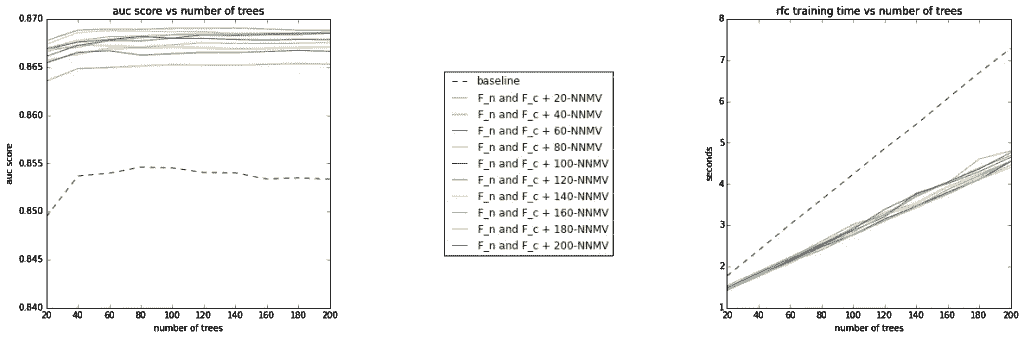 auc score vs number of trees
0.870
0.865
0.860
0.855
0.850
0.845
0.840
auc score
20 40 60 80 100 120 140 160 180 200
number of trees
baseline
F_n and F_c + 20-NNMV
F_n and F_c + 40-NNMV
F_n and F_c + 60-NNMV
F_n and F_c + 80-NNMV
F_n and F_c + 100-NNMV
F_n and F_c + 120-NNMV
F_n and F_c + 140-NNMV
F_n and F_c + 160-NNMV
F_n and F_c + 180-NNMV
F_n and F_c + 200-NNMV
rfc training time vs number of trees
8
7
6
5
4
3
2
1
seconds
20 40 60 80 100 120 140 160 180 200
number of trees